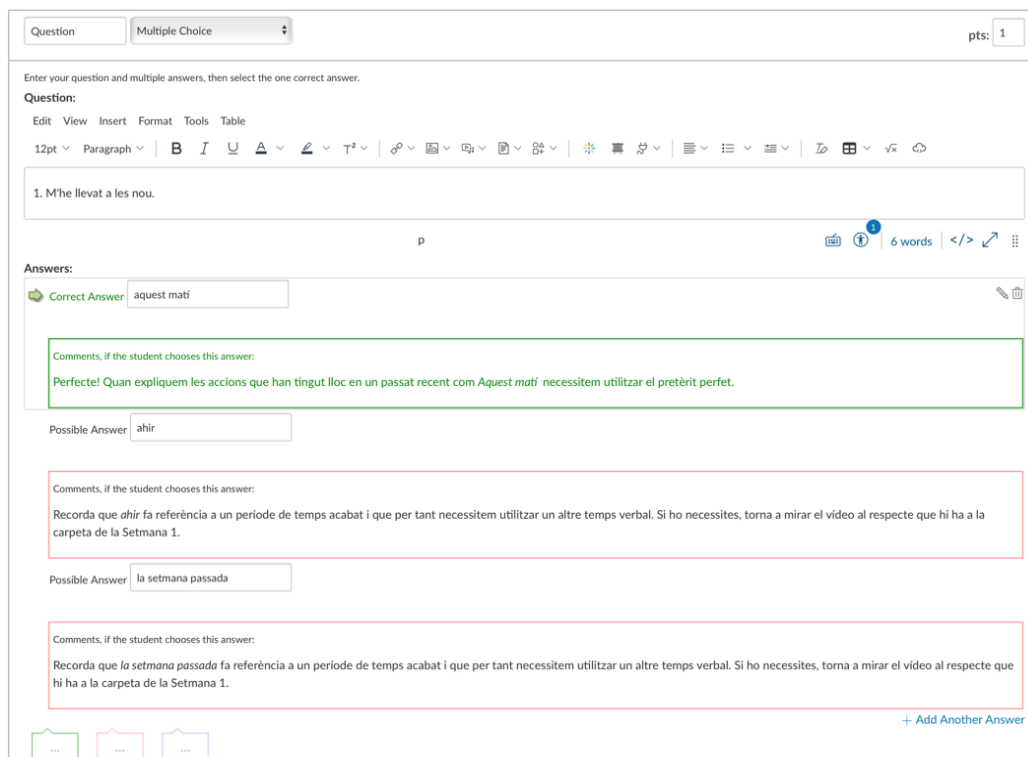 Question Multiple Choice pts: 1
Enter your question and multiple answers, then select the one correct answer.
Question:
Edit View Insert Format Tools Table
12pt Paragraph B I U A T²
1. M'he llevat a les nou.
p 1 6 words </>
Answers:
Correct Answer aquest matí
Comments, if the student chooses this answer:
Perfecte! Quan expliquem les accions que han tingut lloc en un passat recent com Aquest matí necessitem utilitzar el pretèrit perfet.
Possible Answer ahir
Comments, if the student chooses this answer:
Recorda que ahir fa referència a un període de temps acabat i que per tant necessitem utilitzar un altre temps verbal. Si ho necessites, torna a mirar el vídeo al respecte que hi ha a la
carpeta de la Setmana 1.
Possible Answer la setmana passada
Comments, if the student chooses this answer:
Recorda que la setmana passada fa referència a un període de temps acabat i que per tant necessitem utilitzar un altre temps verbal. Si ho necessites, torna a mirar el vídeo al respecte que
hi ha a la carpeta de la Setmana 1.
+ Add Another Answer
... ... ...